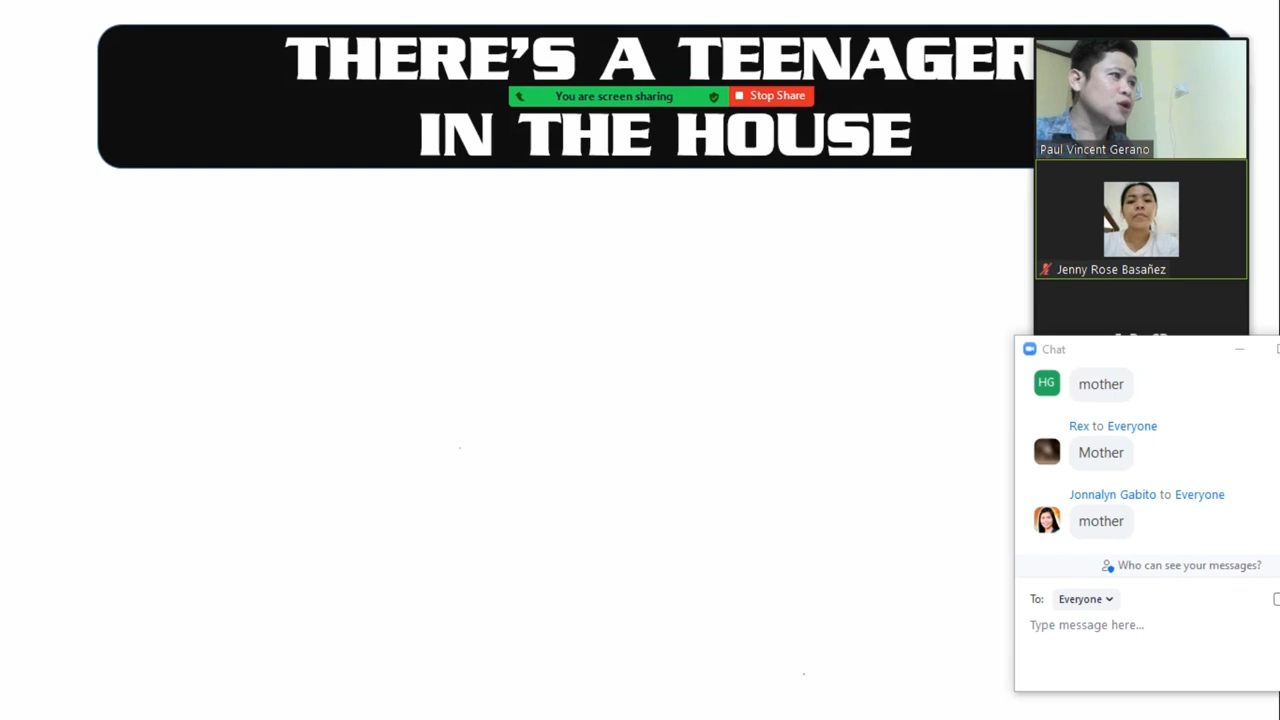 THERE'S A TEENAGER
You are screen sharing
Stop Share
IN THE HOUSE
Paul Vincent Gerano
Jenny Rose Basañez
Chat
HG
mother
Rex to Everyone
Mother
Jonnalyn Gabito to Everyone
mother
Who can see your messages?
To: Everyone
Type message here...